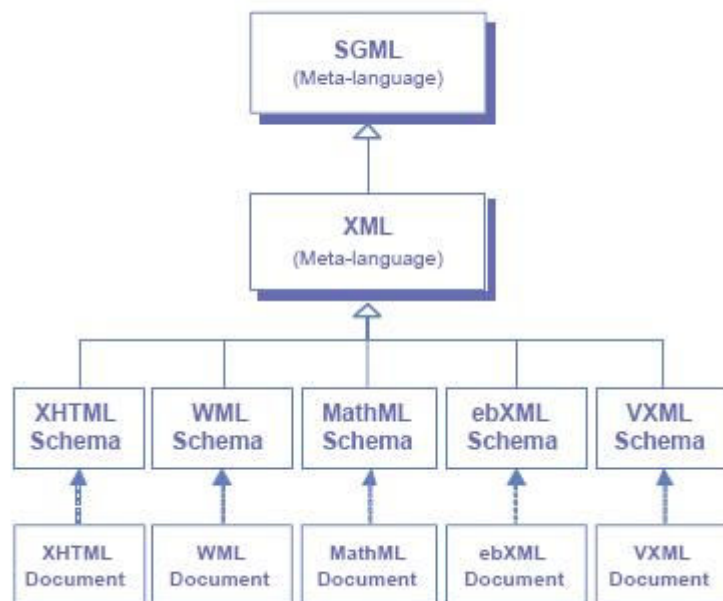 SGML
(Meta-language)
XML
(Meta-language)
XHTML
Schema
WML
Schema
MathML
Schema
ebXML
Schema
VXML
Schema
XHTML
Document
WML
Document
MathML
Document
ebXML
Document
VXML
Document